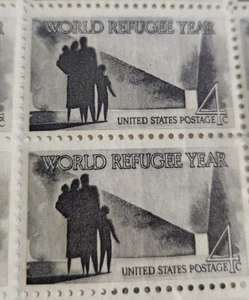 WORLD REFUGEE YEAR
UNITED STATES POSTAGE 4¢
WORLD REFUGEE YEAR
UNITED STATES POSTAGE 4¢